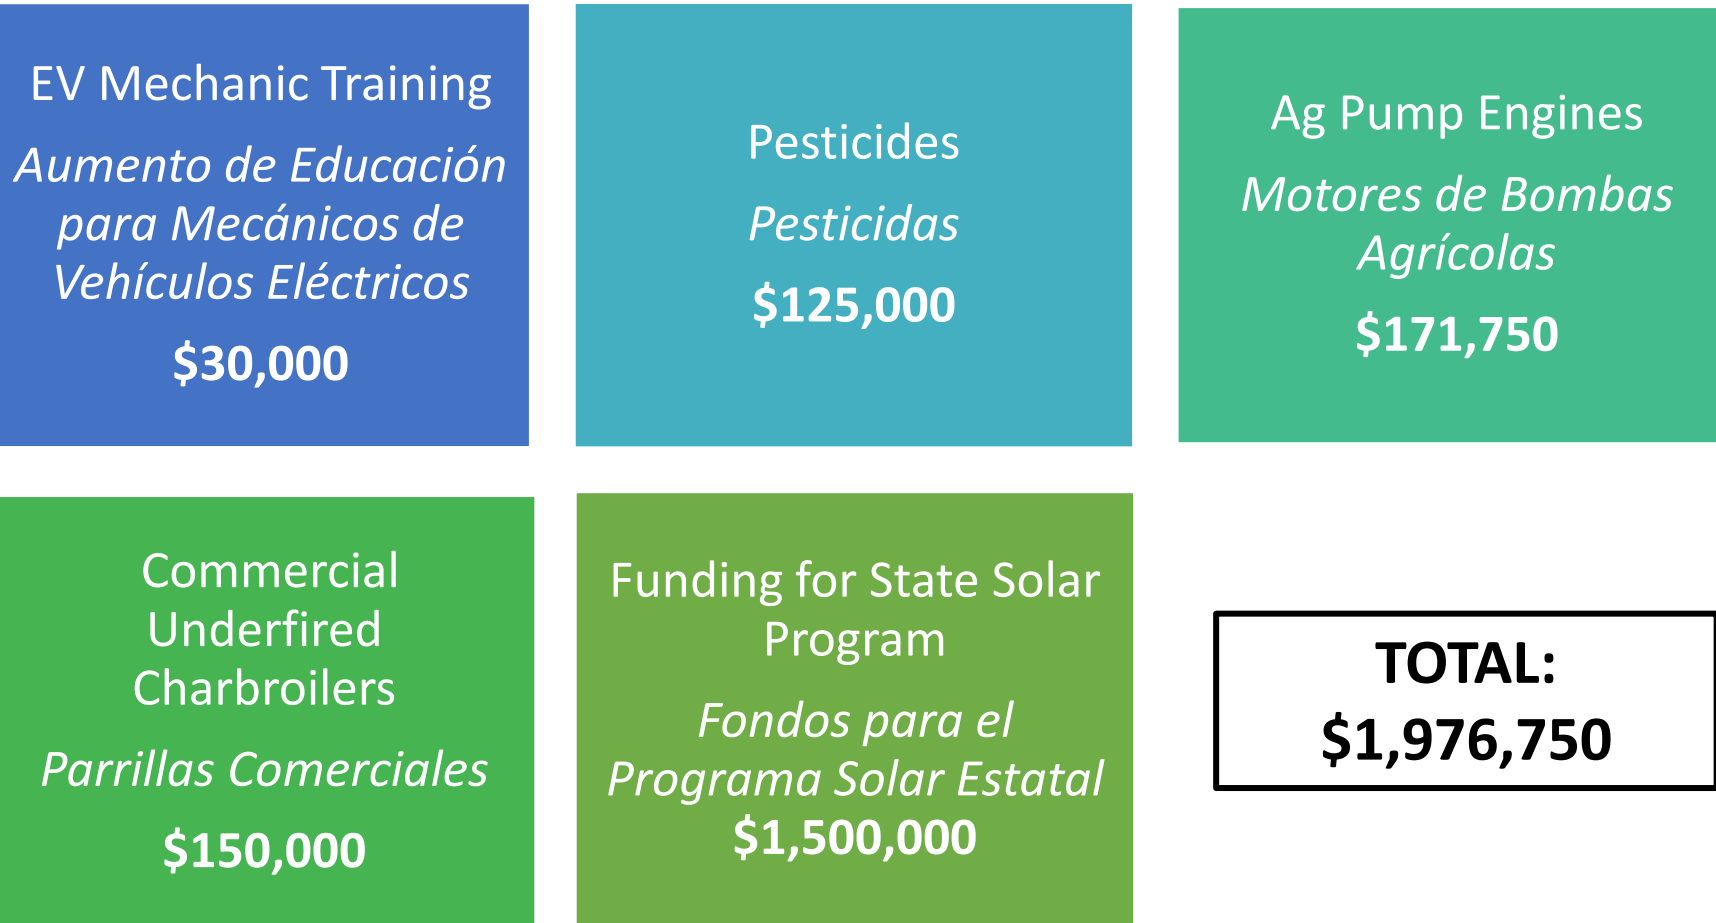 EV Mechanic Training
Aumento de Educación
para Mecánicos de
Vehículos Eléctricos
$30,000
Pesticides
Pesticidas
$125,000
Ag Pump Engines
Motores de Bombas
Agrícolas
$171,750
Commercial
Underfired
Charbroilers
Parrillas Comerciales
$150,000
Funding for State Solar
Program
Fondos para el
Programa Solar Estatal
$1,500,000
TOTAL:
$1,976,750